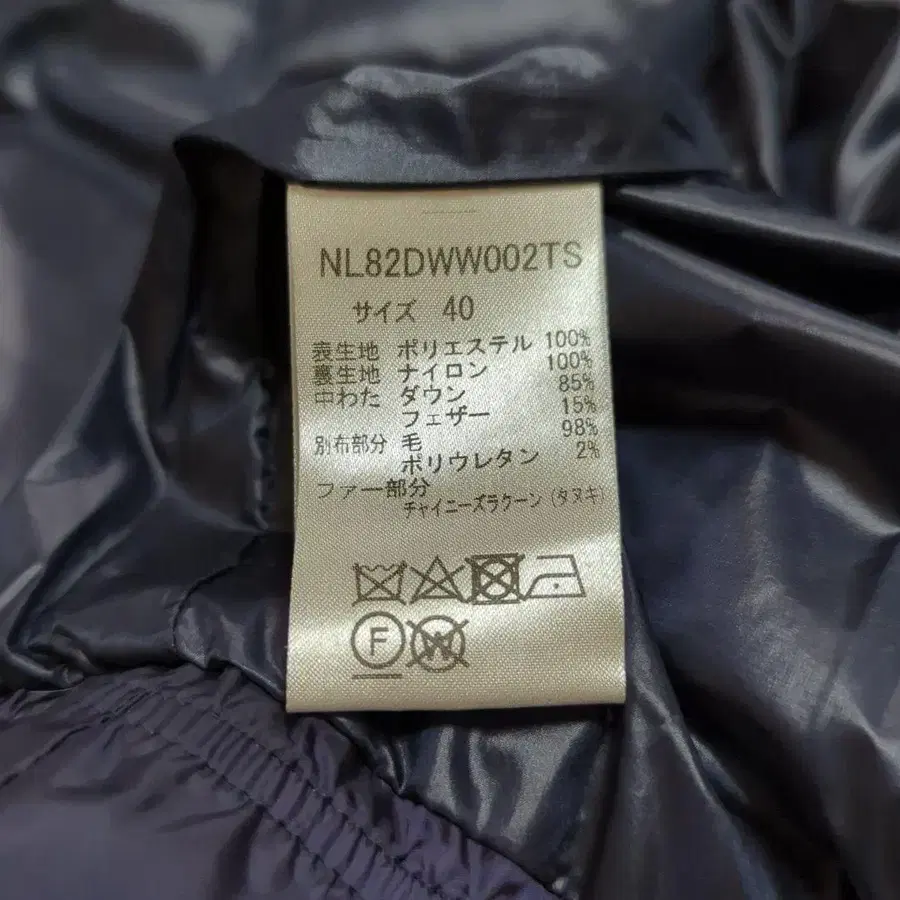 NL82DWW002TS
サイズ 40
表生地 ポリエステル 100%
裏生地 ナイロン 100%
中わた ダウン 85%
フェザー 15%
別布部分 毛 98%
ポリウレタン 2%
ファー部分
チャイニーズラクーン (タヌキ)
F W